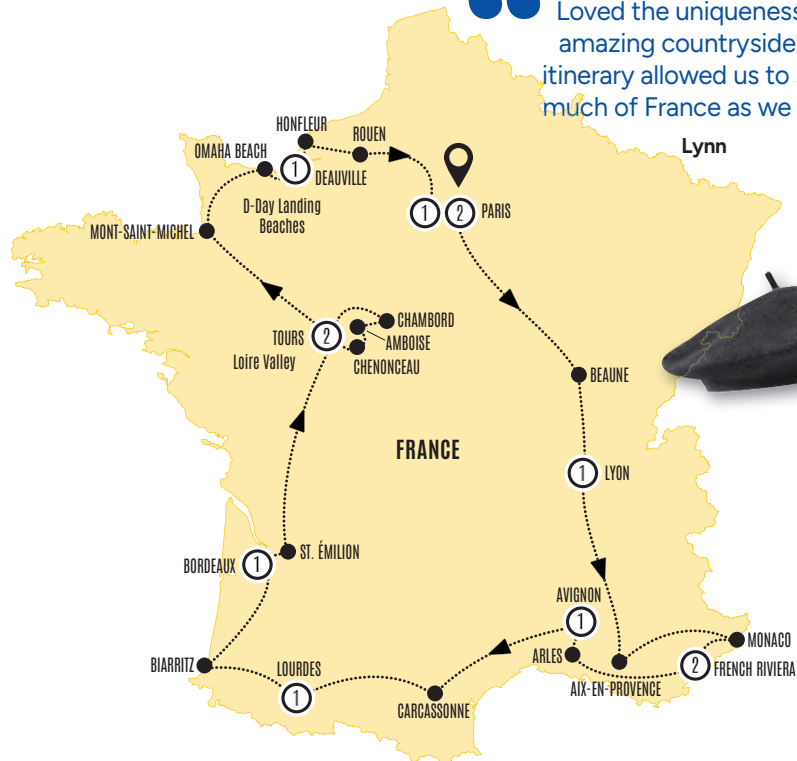 Loved the uniqueness
amazing countryside
itinerary allowed us to
much of France as we
Lynn
HONFLEUR
ROUEN
OMAHA BEACH
1
DEAUVILLE
D-Day Landing
Beaches
1
2
PARIS
MONT-SAINT-MICHEL
CHAMBORD
TOURS
2
AMBOISE
Loire Valley
CHENONCEAU
BEAUNE
FRANCE
1
LYON
ST. ÉMILION
BORDEAUX
1
AVIGNON
1
MONACO
ARLES
BIARRITZ
LOURDES
2
FRENCH RIVIERA
AIX-EN-PROVENCE
1
CARCASSONNE